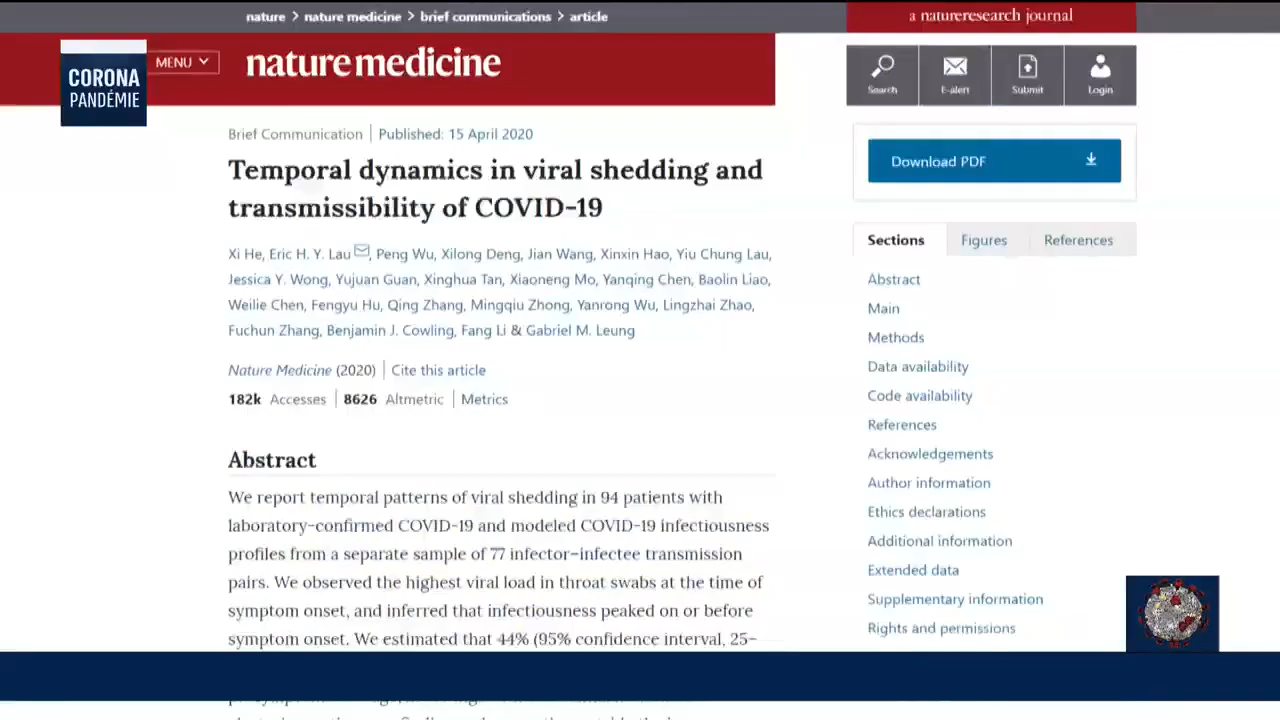 nature > nature medicine > brief communications > article
a natureresearch journal
CORONA
PANDÉMIE
MENU
nature medicine
Search
E-alert
Submit
Login
Brief Communication | Published: 15 April 2020
Temporal dynamics in viral shedding and
transmissibility of COVID-19
Xi He, Eric H. Y. Lau, Peng Wu, Xilong Deng, Jian Wang, Xinxin Hao, Yiu Chung Lau,
Jessica Y. Wong, Yujuan Guan, Xinghua Tan, Xiaoneng Mo, Yanqing Chen, Baolin Liao,
Weilie Chen, Fengyu Hu, Qing Zhang, Mingqiu Zhong, Yanrong Wu, Lingzhai Zhao,
Fuchun Zhang, Benjamin J. Cowling, Fang Li & Gabriel M. Leung
Nature Medicine (2020) | Cite this article
182k Accesses | 8626 Altmetric | Metrics
Abstract
We report temporal patterns of viral shedding in 94 patients with
laboratory-confirmed COVID-19 and modeled COVID-19 infectiousness
profiles from a separate sample of 77 infector–infectee transmission
pairs. We observed the highest viral load in throat swabs at the time of
symptom onset, and inferred that infectiousness peaked on or before
symptom onset. We estimated that 44% (95% confidence interval, 25–
Download PDF
Sections
Figures
References
Abstract
Main
Methods
Data availability
Code availability
References
Acknowledgements
Author information
Ethics declarations
Additional information
Extended data
Supplementary information
Rights and permissions